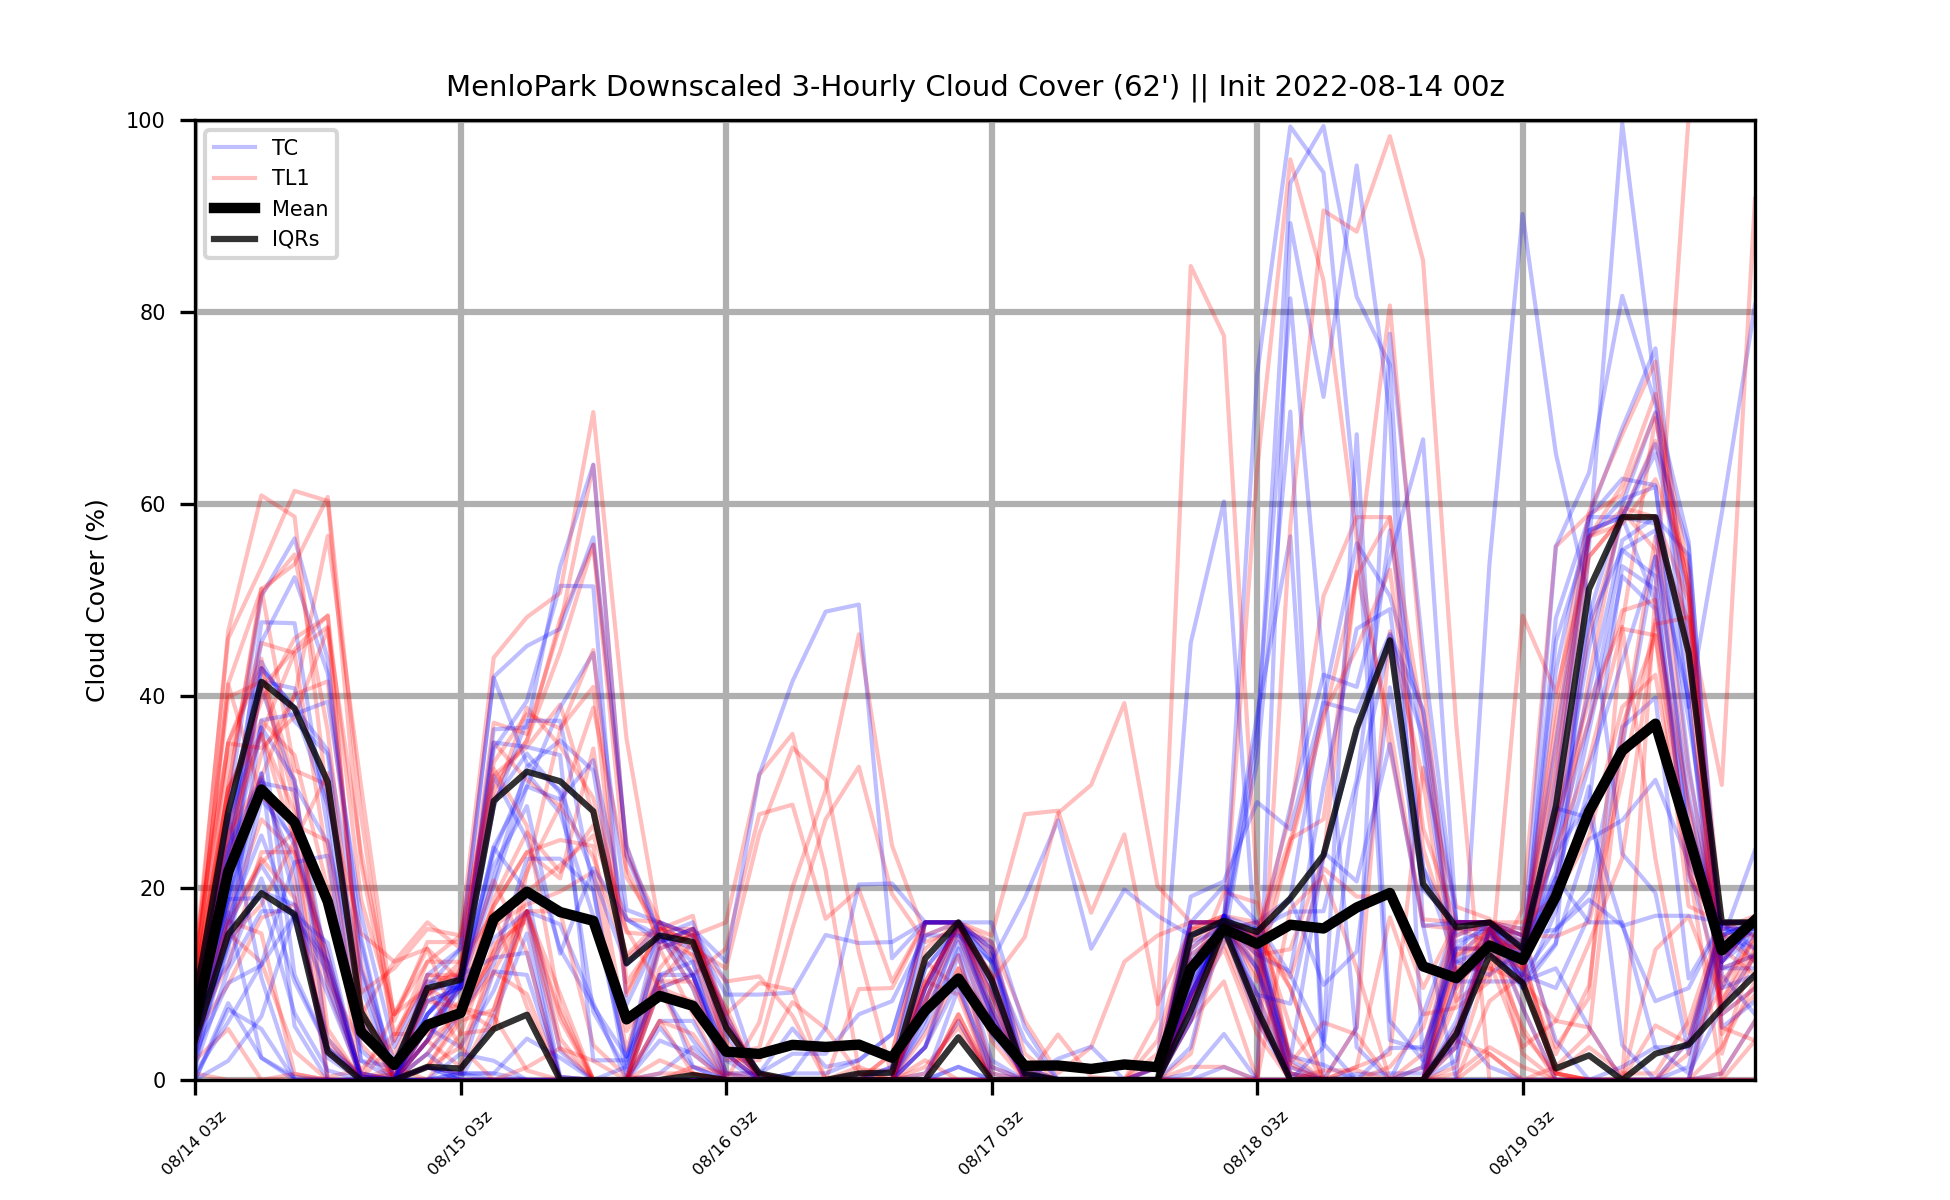 MenloPark Downscaled 3-Hourly Cloud Cover (62') || Init 2022-08-14 00z
TC
TL1
Mean
IQRs
Cloud Cover (%)
100
80
60
40
20
0
08/14 03z
08/15 03z
08/16 03z
08/17 03z
08/18 03z
08/19 03z